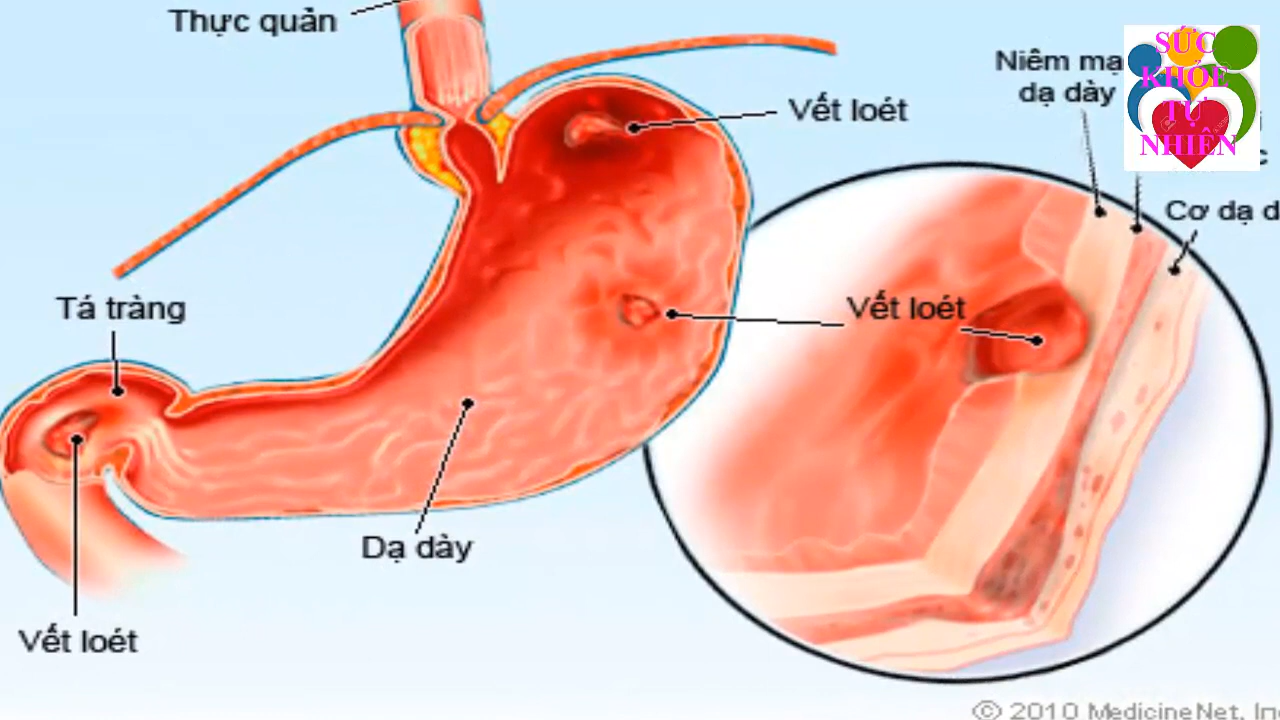 Thực quản
Vết loét
Niêm mạ
dạ dày
SỨC
KHỎE
TỰ
NHIÊN
Cơ dạ d
Tá tràng
Vết loét
Dạ dày
Vết loét
© 2010 MedicineNet, In